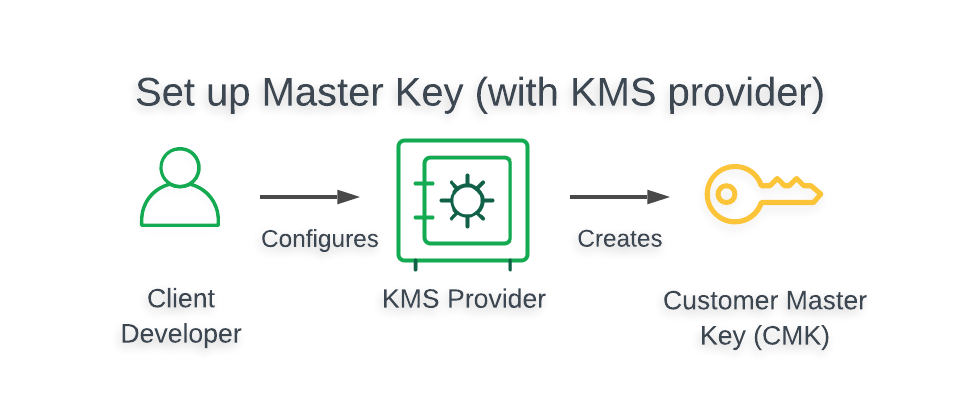 Set up Master Key (with KMS provider)
Configures
Creates
Client
Developer
KMS Provider
Customer Master
Key (CMK)